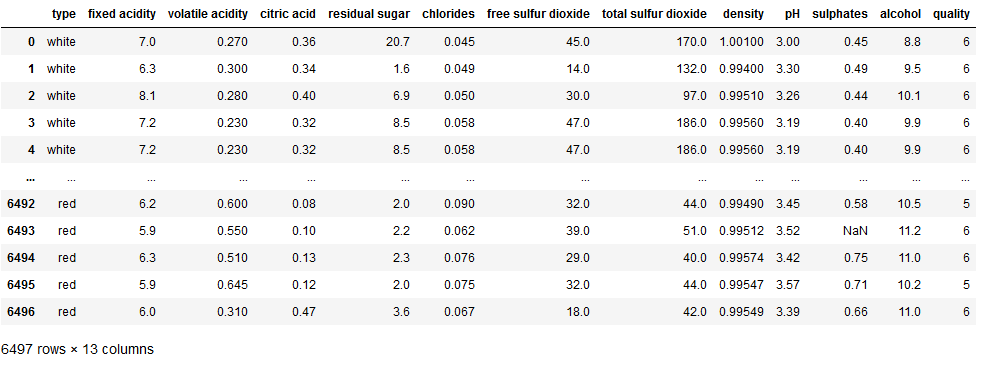 type fixed acidity volatile acidity citric acid residual sugar chlorides free sulfur dioxide total sulfur dioxide density pH sulphates alcohol quality
0 white 7.0 0.270 0.36 20.7 0.045 45.0 170.0 1.00100 3.00 0.45 8.8 6
1 white 6.3 0.300 0.34 1.6 0.049 14.0 132.0 0.99400 3.30 0.49 9.5 6
2 white 8.1 0.280 0.40 6.9 0.050 30.0 97.0 0.99510 3.26 0.44 10.1 6
3 white 7.2 0.230 0.32 8.5 0.058 47.0 186.0 0.99560 3.19 0.40 9.9 6
4 white 7.2 0.230 0.32 8.5 0.058 47.0 186.0 0.99560 3.19 0.40 9.9 6
... ... ... ... ... ... ... ... ... ... ... ... ... ...
6492 red 6.2 0.600 0.08 2.0 0.090 32.0 44.0 0.99490 3.45 0.58 10.5 5
6493 red 5.9 0.550 0.10 2.2 0.062 39.0 51.0 0.99512 3.52 NaN 11.2 6
6494 red 6.3 0.510 0.13 2.3 0.076 29.0 40.0 0.99574 3.42 0.75 11.0 6
6495 red 5.9 0.645 0.12 2.0 0.075 32.0 44.0 0.99547 3.57 0.71 10.2 5
6496 red 6.0 0.310 0.47 3.6 0.067 18.0 42.0 0.99549 3.39 0.66 11.0 6
6497 rows × 13 columns